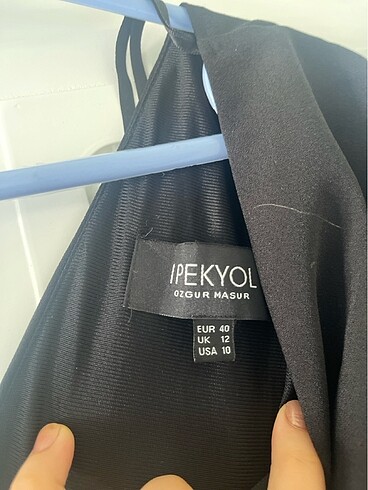 IPEKYOL
OZGUR MASUR
EUR 40
UK 12
USA 10